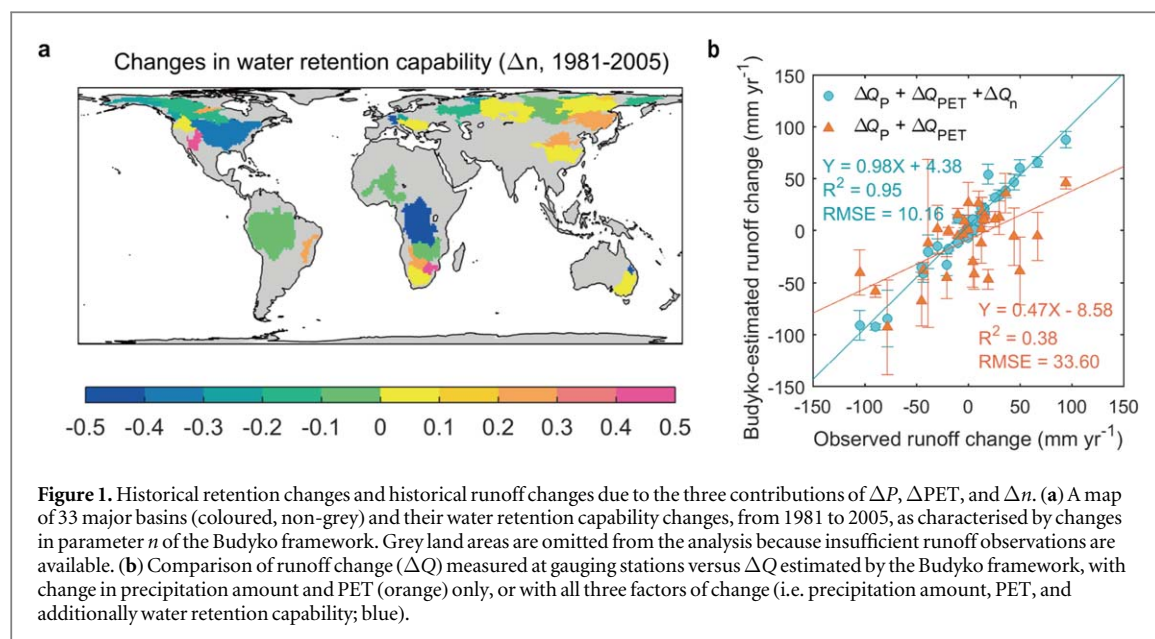 a
Changes in water retention capability (Δn, 1981-2005)
-0.5 -0.4 -0.3 -0.2 -0.1 0 0.1 0.2 0.3 0.4 0.5
b
Budyko-estimated runoff change (mm yr⁻¹)
150
100
50
0
-50
-100
-150
ΔQ_P + ΔQ_PET + ΔQ_n
ΔQ_P + ΔQ_PET
Y = 0.98X + 4.38
R² = 0.95
RMSE = 10.16
Y = 0.47X - 8.58
R² = 0.38
RMSE = 33.60
-150 -100 -50 0 50 100 150
Observed runoff change (mm yr⁻¹)
Figure 1. Historical retention changes and historical runoff changes due to the three contributions of ΔP, ΔPET, and Δn. (a) A map
of 33 major basins (coloured, non-grey) and their water retention capability changes, from 1981 to 2005, as characterised by changes
in parameter n of the Budyko framework. Grey land areas are omitted from the analysis because insufficient runoff observations are
available. (b) Comparison of runoff change (ΔQ) measured at gauging stations versus ΔQ estimated by the Budyko framework, with
change in precipitation amount and PET (orange) only, or with all three factors of change (i.e. precipitation amount, PET, and
additionally water retention capability; blue).